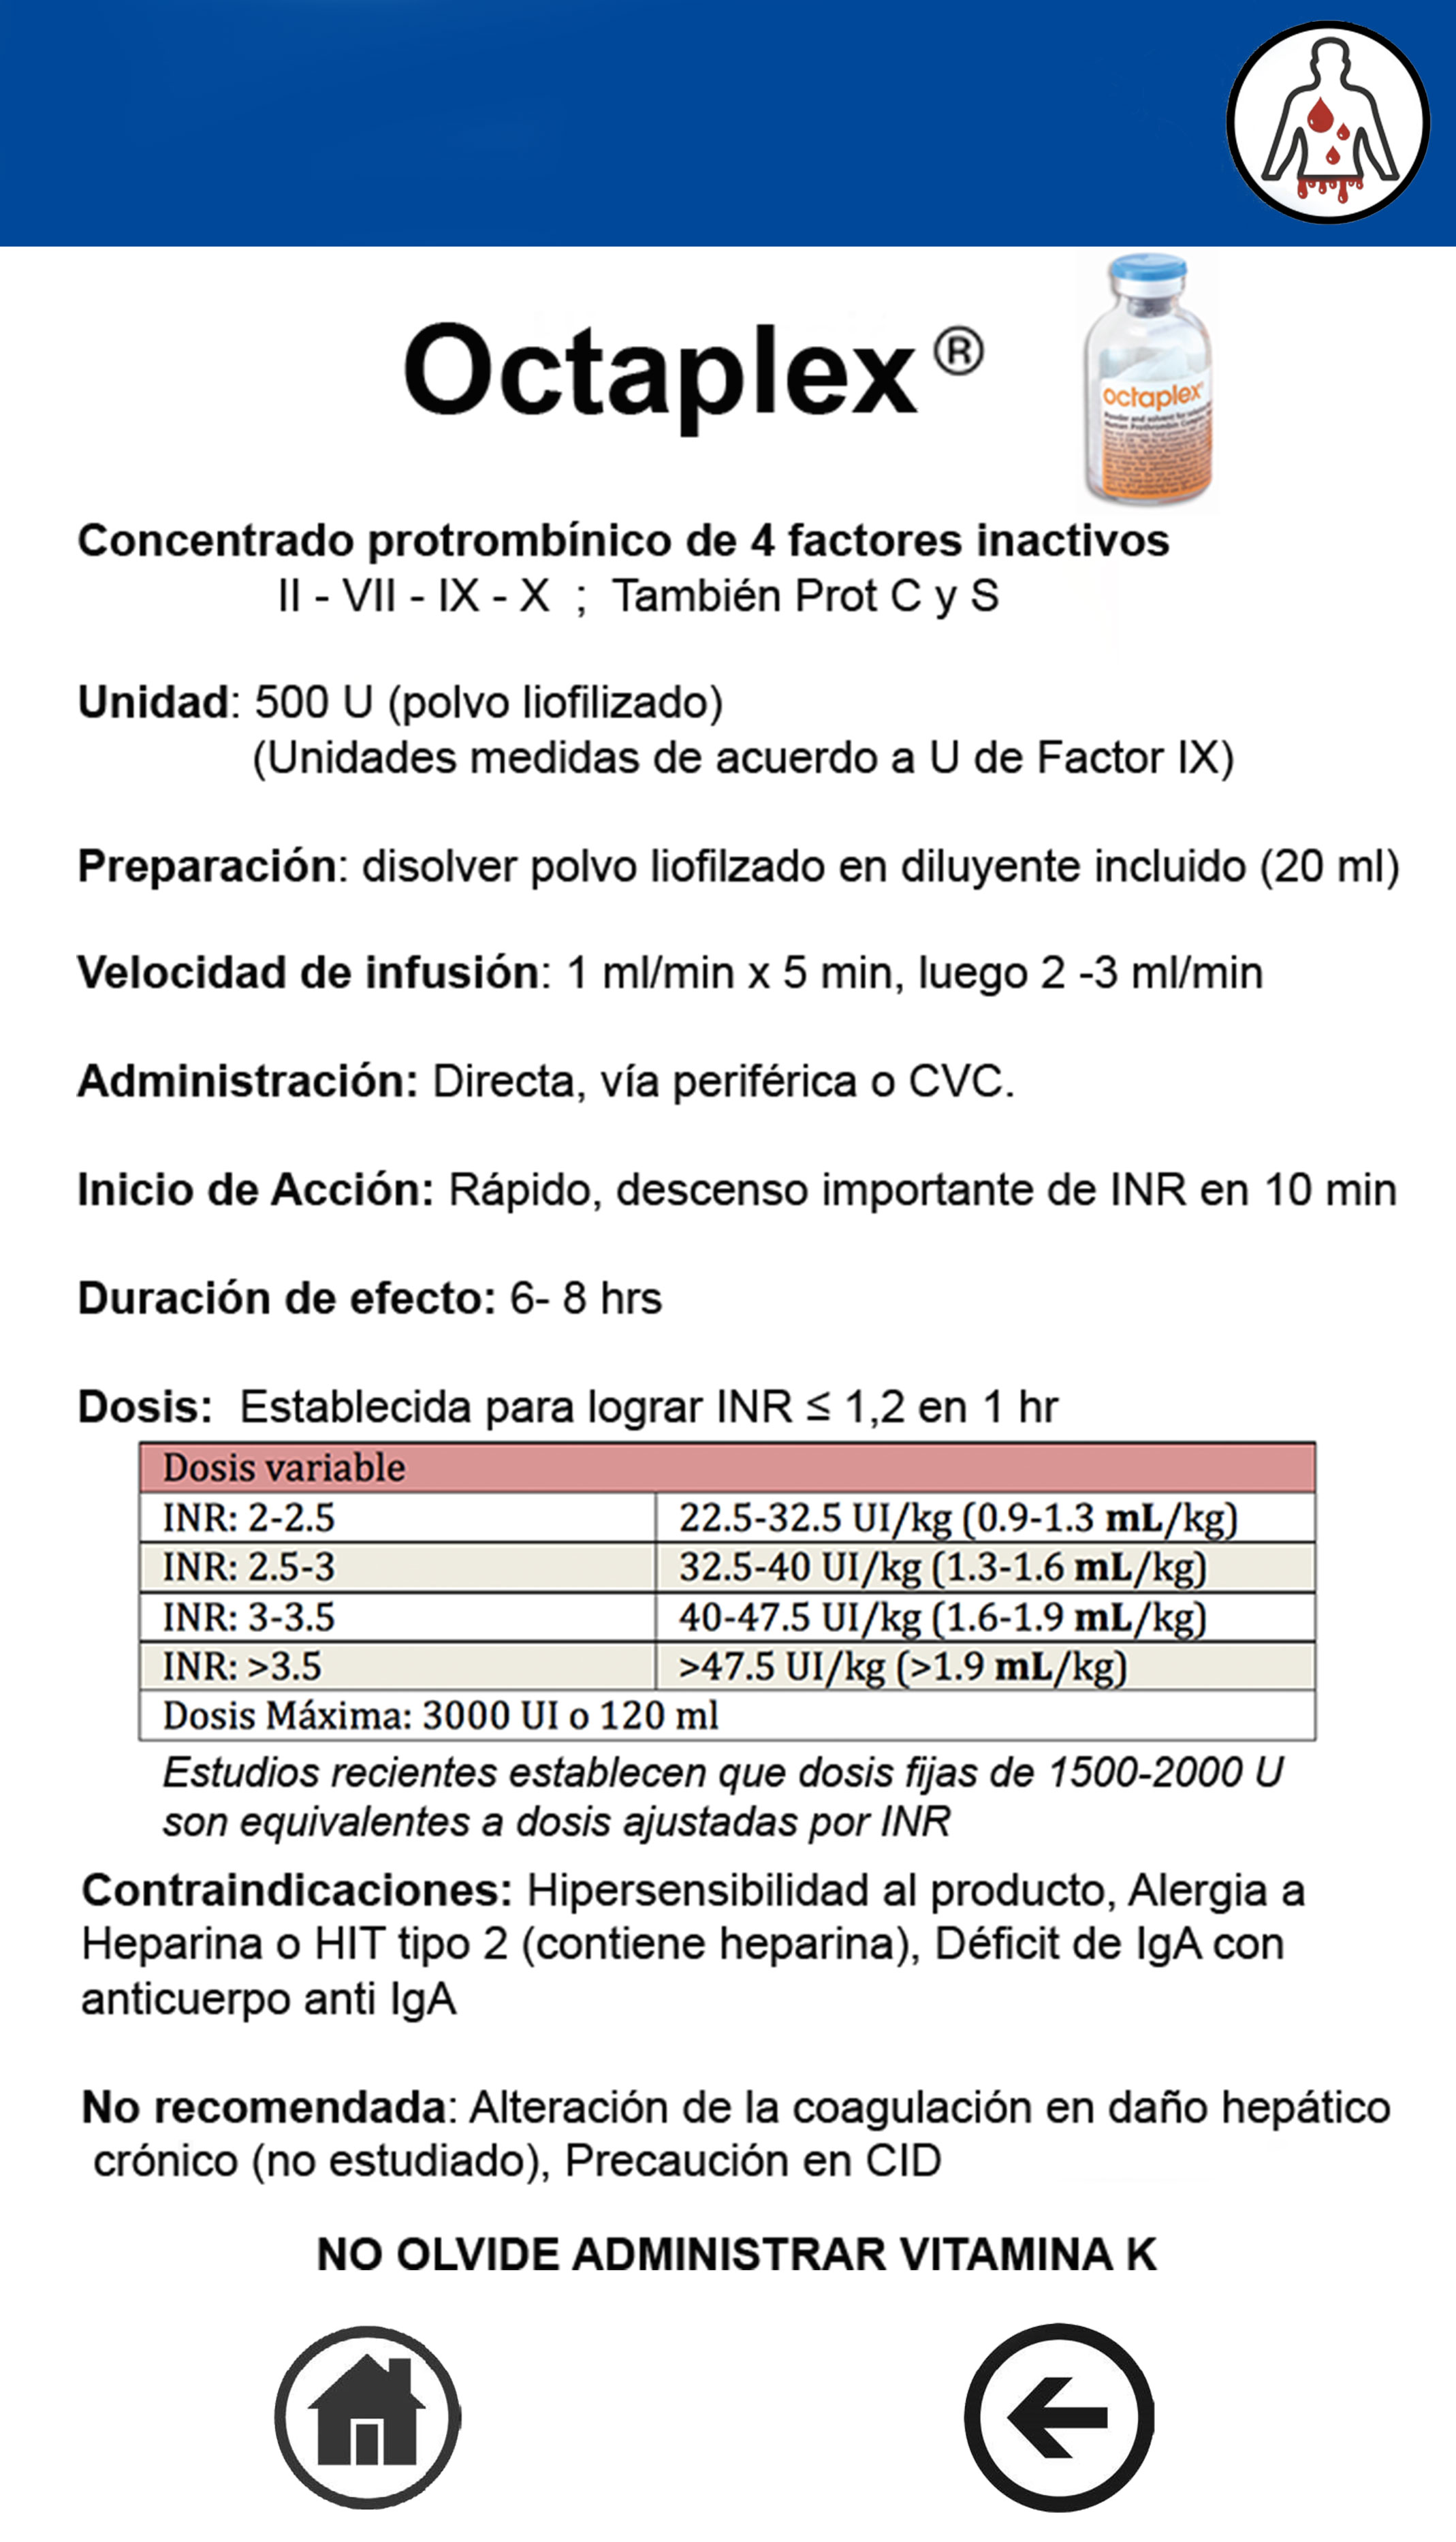 Octaplex®
octaplex
Concentrado protrombínico de 4 factores inactivos
II - VII - IX - X ; También Prot C y S
Unidad: 500 U (polvo liofilizado)
(Unidades medidas de acuerdo a U de Factor IX)
Preparación: disolver polvo liofilzado en diluyente incluido (20 ml)
Velocidad de infusión: 1 ml/min x 5 min, luego 2 -3 ml/min
Administración: Directa, vía periférica o CVC.
Inicio de Acción: Rápido, descenso importante de INR en 10 min
Duración de efecto: 6- 8 hrs
Dosis: Establecida para lograr INR ≤ 1,2 en 1 hr
Dosis variable
INR: 2-2.5 22.5-32.5 UI/kg (0.9-1.3 mL/kg)
INR: 2.5-3 32.5-40 UI/kg (1.3-1.6 mL/kg)
INR: 3-3.5 40-47.5 UI/kg (1.6-1.9 mL/kg)
INR: >3.5 >47.5 UI/kg (>1.9 mL/kg)
Dosis Máxima: 3000 UI o 120 ml
Estudios recientes establecen que dosis fijas de 1500-2000 U
son equivalentes a dosis ajustadas por INR
Contraindicaciones: Hipersensibilidad al producto, Alergia a
Heparina o HIT tipo 2 (contiene heparina), Déficit de IgA con
anticuerpo anti IgA
No recomendada: Alteración de la coagulación en daño hepático
crónico (no estudiado), Precaución en CID
NO OLVIDE ADMINISTRAR VITAMINA K